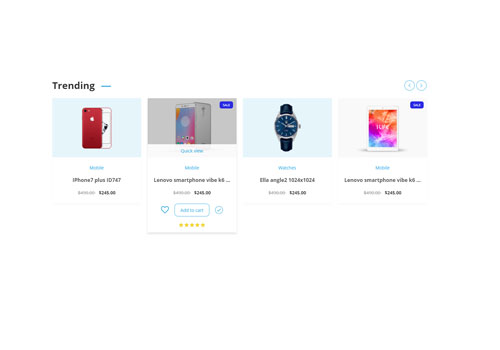 Trending
SALE
SALE
Quick view
Mobile
Mobile
Watches
Mobile
iPhone7 plus ID747
Lenovo smartphone vibe k6 ...
Ella angle2 1024x1024
Lenovo smartphone vibe k6 ...
$490.00 $245.00
$490.00 $245.00
$490.00 $245.00
$490.00 $245.00
Add to cart